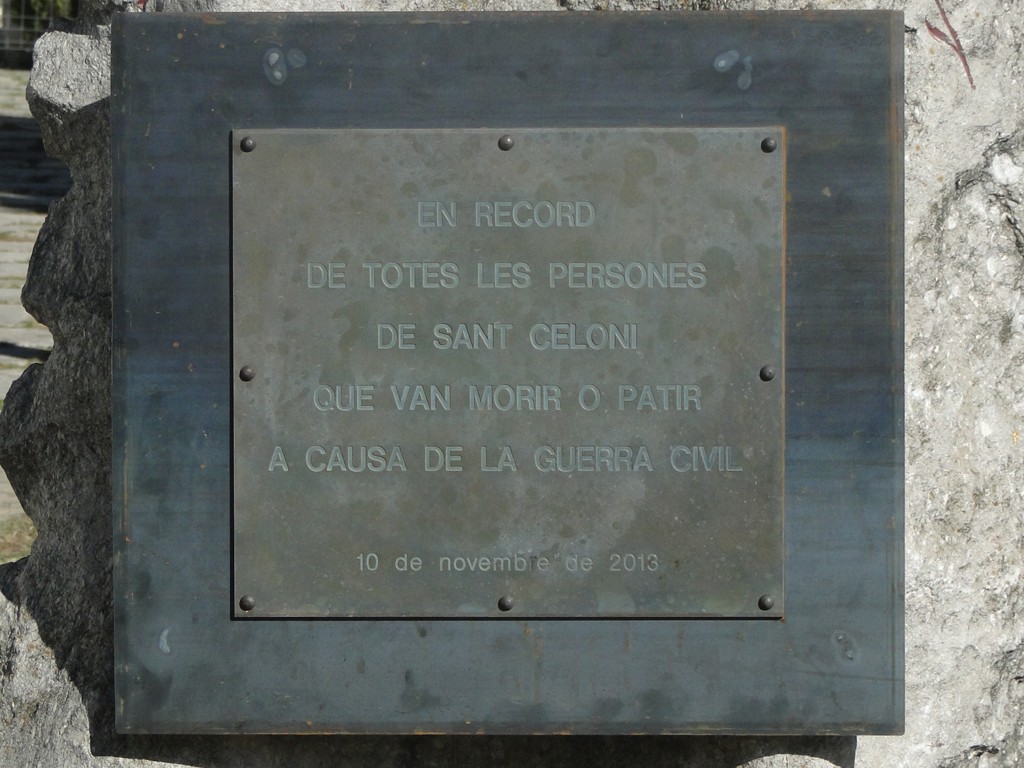 EN RECORD
DE TOTES LES PERSONES
DE SANT CELONI
QUE VAN MORIR O PATIR
A CAUSA DE LA GUERRA CIVIL
10 de novembre de 2013